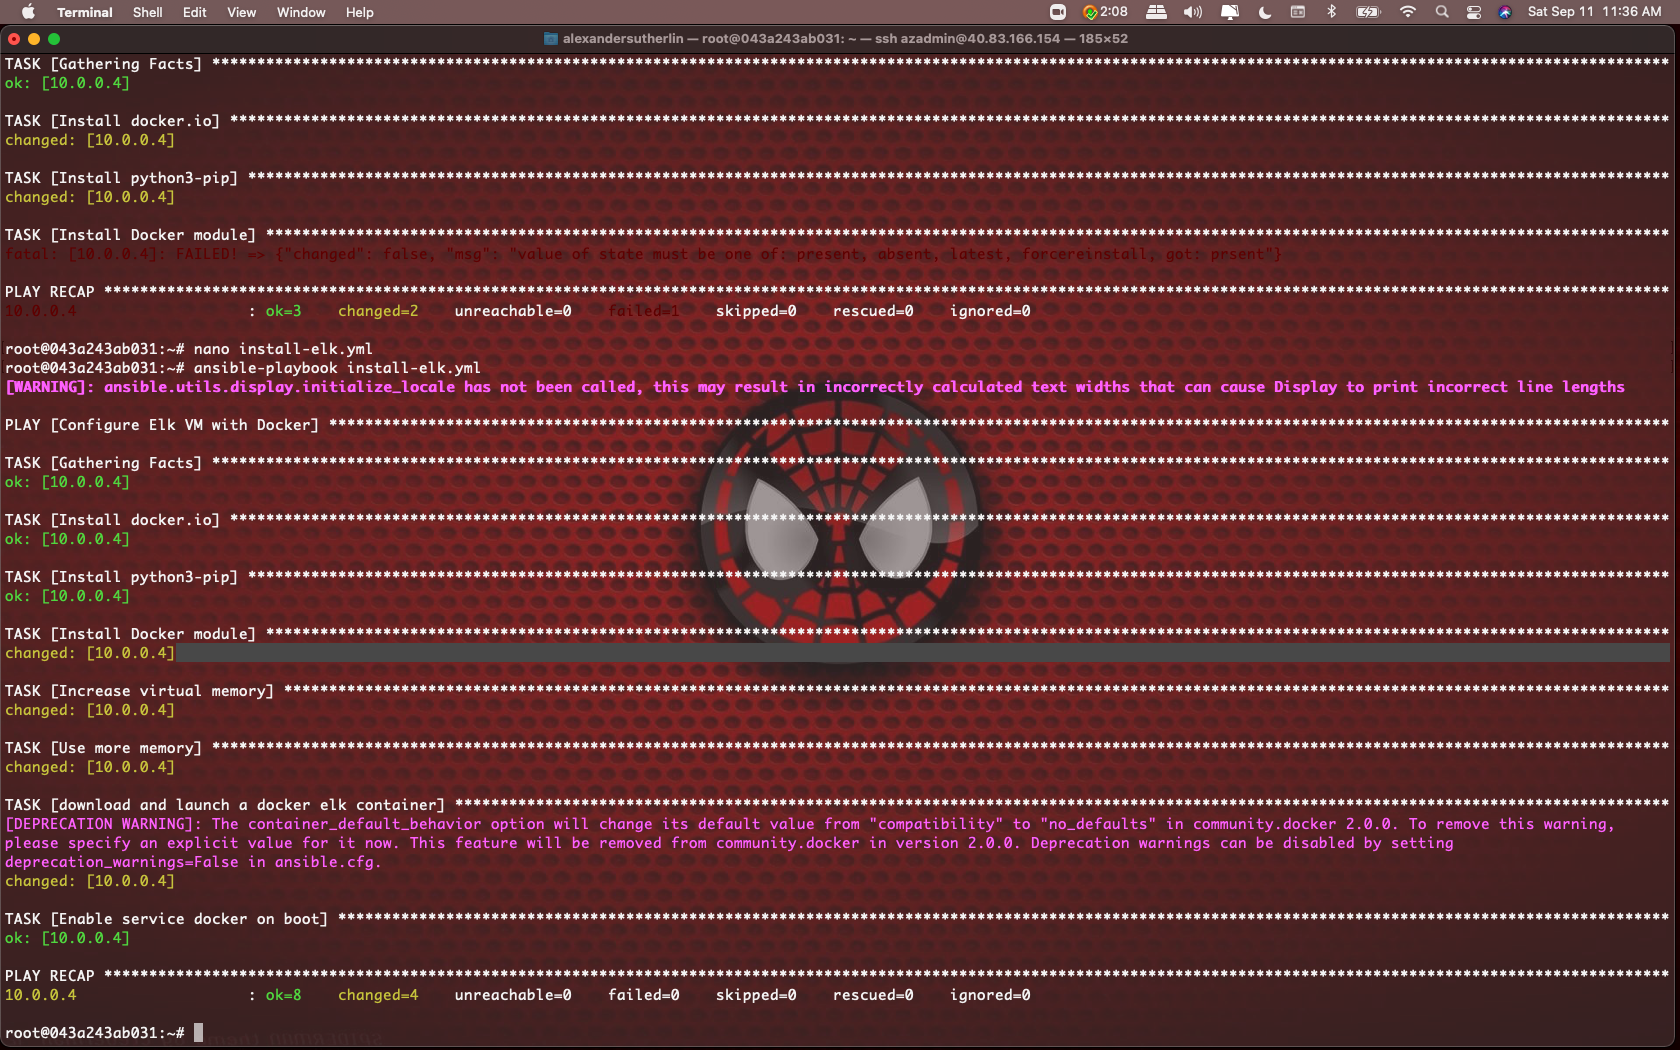 Terminal Shell Edit View Window Help 2:08 Sat Sep 11 11:36 AM
alexandersutherlin — root@043a243ab031: ~ — ssh azadmin@40.83.166.154 — 185×52
TASK [Gathering Facts] ******************************************************************************************************************************************************************
ok: [10.0.0.4]
TASK [Install docker.io] ****************************************************************************************************************************************************************
changed: [10.0.0.4]
TASK [Install python3-pip] **************************************************************************************************************************************************************
changed: [10.0.0.4]
TASK [Install Docker module] ************************************************************************************************************************************************************
fatal: [10.0.0.4]: FAILED! => {"changed": false, "msg": "value of state must be one of: present, absent, latest, forcereinstall, got: prsent"}
PLAY RECAP ******************************************************************************************************************************************************************************
10.0.0.4 : ok=3 changed=2 unreachable=0 failed=1 skipped=0 rescued=0 ignored=0
root@043a243ab031:~# nano install-elk.yml
root@043a243ab031:~# ansible-playbook install-elk.yml
[WARNING]: ansible.utils.display.initialize_locale has not been called, this may result in incorrectly calculated text widths that can cause Display to print incorrect line lengths
PLAY [Configure Elk VM with Docker] *****************************************************************************************************************************************************
TASK [Gathering Facts] ******************************************************************************************************************************************************************
ok: [10.0.0.4]
TASK [Install docker.io] ****************************************************************************************************************************************************************
ok: [10.0.0.4]
TASK [Install python3-pip] **************************************************************************************************************************************************************
ok: [10.0.0.4]
TASK [Install Docker module] ************************************************************************************************************************************************************
changed: [10.0.0.4]
TASK [Increase virtual memory] **********************************************************************************************************************************************************
changed: [10.0.0.4]
TASK [Use more memory] ******************************************************************************************************************************************************************
changed: [10.0.0.4]
TASK [download and launch a docker elk container] ***************************************************************************************************************************************
[DEPRECATION WARNING]: The container_default_behavior option will change its default value from "compatibility" to "no_defaults" in community.docker 2.0.0. To remove this warning,
please specify an explicit value for it now. This feature will be removed from community.docker in version 2.0.0. Deprecation warnings can be disabled by setting
deprecation_warnings=False in ansible.cfg.
changed: [10.0.0.4]
TASK [Enable service docker on boot] ****************************************************************************************************************************************************
ok: [10.0.0.4]
PLAY RECAP ******************************************************************************************************************************************************************************
10.0.0.4 : ok=8 changed=4 unreachable=0 failed=0 skipped=0 rescued=0 ignored=0
root@043a243ab031:~#